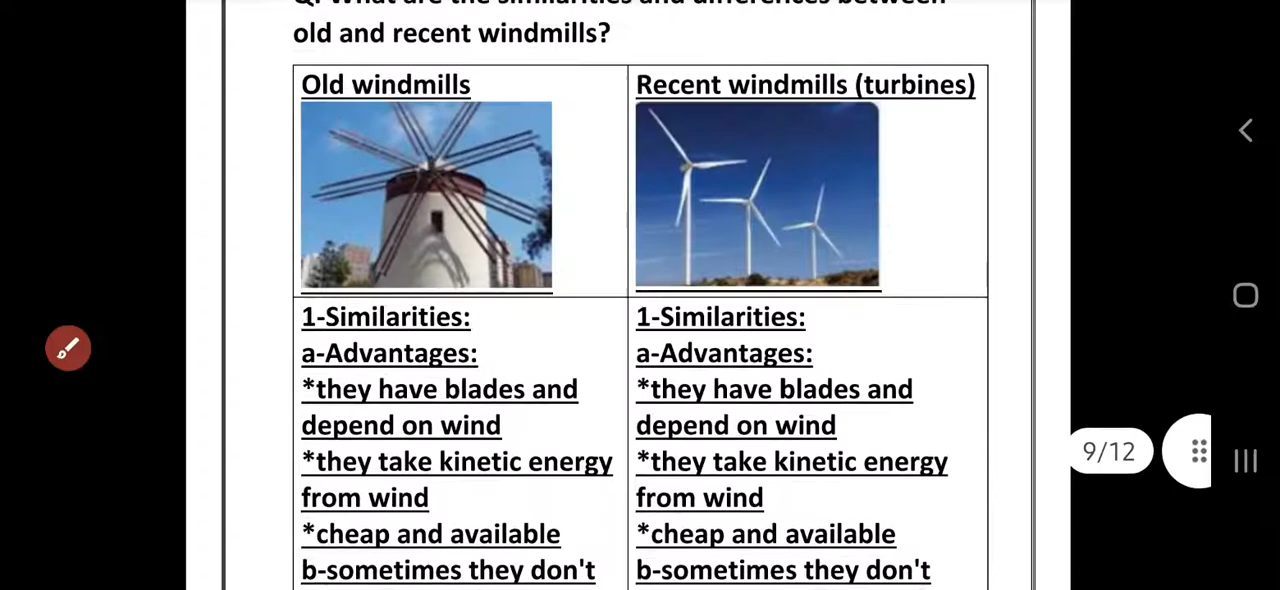 old and recent windmills?
Old windmills
Recent windmills (turbines)
1-Similarities:
a-Advantages:
*they have blades and
depend on wind
*they take kinetic energy
from wind
*cheap and available
b-sometimes they don't
1-Similarities:
a-Advantages:
*they have blades and
depend on wind
*they take kinetic energy
from wind
*cheap and available
b-sometimes they don't
9/12